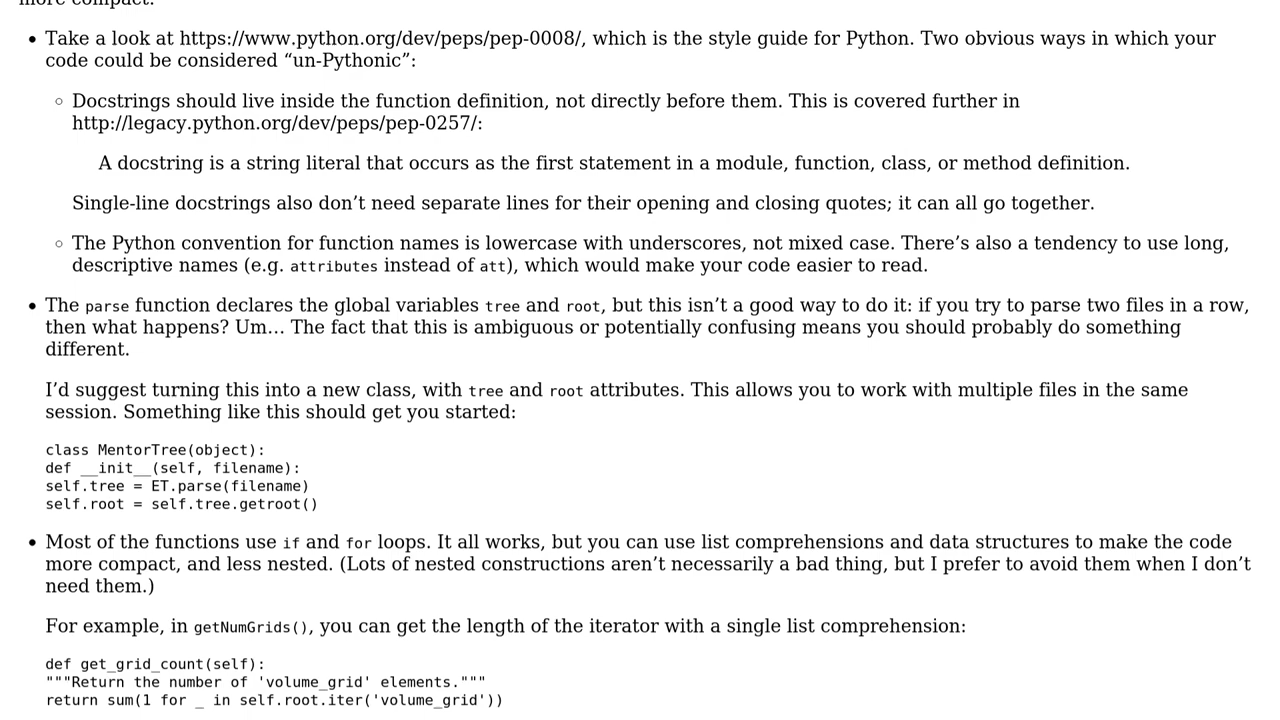 more compact.
Take a look at https://www.python.org/dev/peps/pep-0008/, which is the style guide for Python. Two obvious ways in which your
code could be considered “un-Pythonic”:
Docstrings should live inside the function definition, not directly before them. This is covered further in
http://legacy.python.org/dev/peps/pep-0257/:
A docstring is a string literal that occurs as the first statement in a module, function, class, or method definition.
Single-line docstrings also don’t need separate lines for their opening and closing quotes; it can all go together.
The Python convention for function names is lowercase with underscores, not mixed case. There’s also a tendency to use long,
descriptive names (e.g. attributes instead of att), which would make your code easier to read.
The parse function declares the global variables tree and root, but this isn’t a good way to do it: if you try to parse two files in a row,
then what happens? Um… The fact that this is ambiguous or potentially confusing means you should probably do something
different.
I’d suggest turning this into a new class, with tree and root attributes. This allows you to work with multiple files in the same
session. Something like this should get you started:
class MentorTree(object):
def __init__(self, filename):
self.tree = ET.parse(filename)
self.root = self.tree.getroot()
Most of the functions use if and for loops. It all works, but you can use list comprehensions and data structures to make the code
more compact, and less nested. (Lots of nested constructions aren’t necessarily a bad thing, but I prefer to avoid them when I don’t
need them.)
For example, in getNumGrids(), you can get the length of the iterator with a single list comprehension:
def get_grid_count(self):
"""Return the number of 'volume_grid' elements."""
return sum(1 for _ in self.root.iter('volume_grid'))